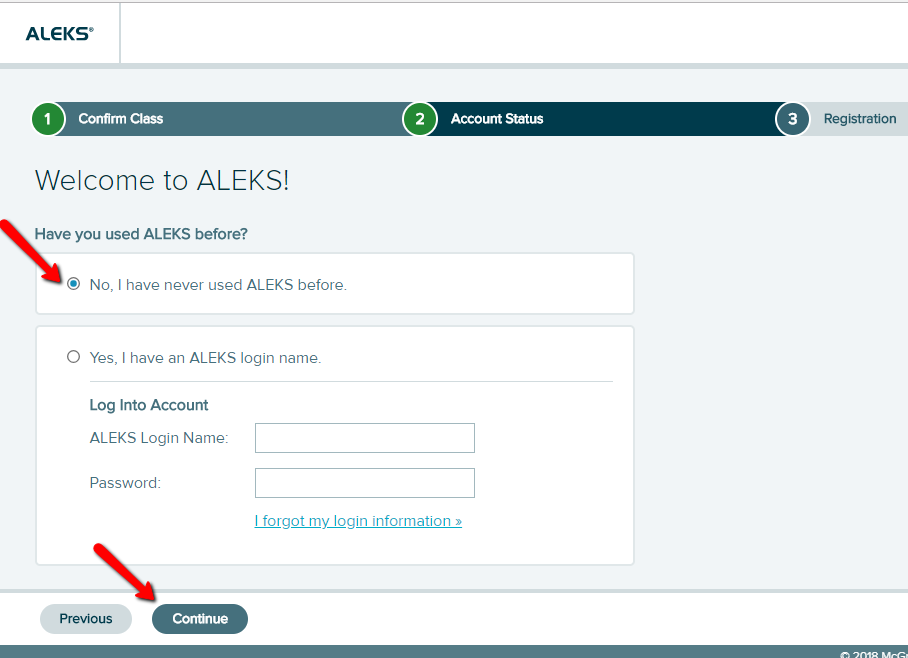 ALEKS®
1 Confirm Class 2 Account Status 3 Registration
Welcome to ALEKS!
Have you used ALEKS before?
No, I have never used ALEKS before.
Yes, I have an ALEKS login name.
Log Into Account
ALEKS Login Name:
Password:
I forgot my login information »
Previous Continue
© 2018